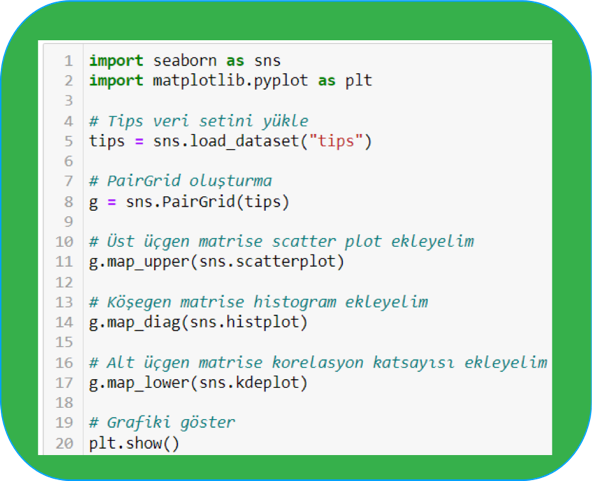 1 import seaborn as sns
2 import matplotlib.pyplot as plt
3
4 # Tips veri setini yükle
5 tips = sns.load_dataset("tips")
6
7 # PairGrid oluşturma
8 g = sns.PairGrid(tips)
9
10 # Üst üçgen matrise scatter plot ekleyelim
11 g.map_upper(sns.scatterplot)
12
13 # Köşegen matrise histogram ekleyelim
14 g.map_diag(sns.histplot)
15
16 # Alt üçgen matrise korelasyon katsayısı ekleyelim
17 g.map_lower(sns.kdeplot)
18
19 # Grafiki göster
20 plt.show()